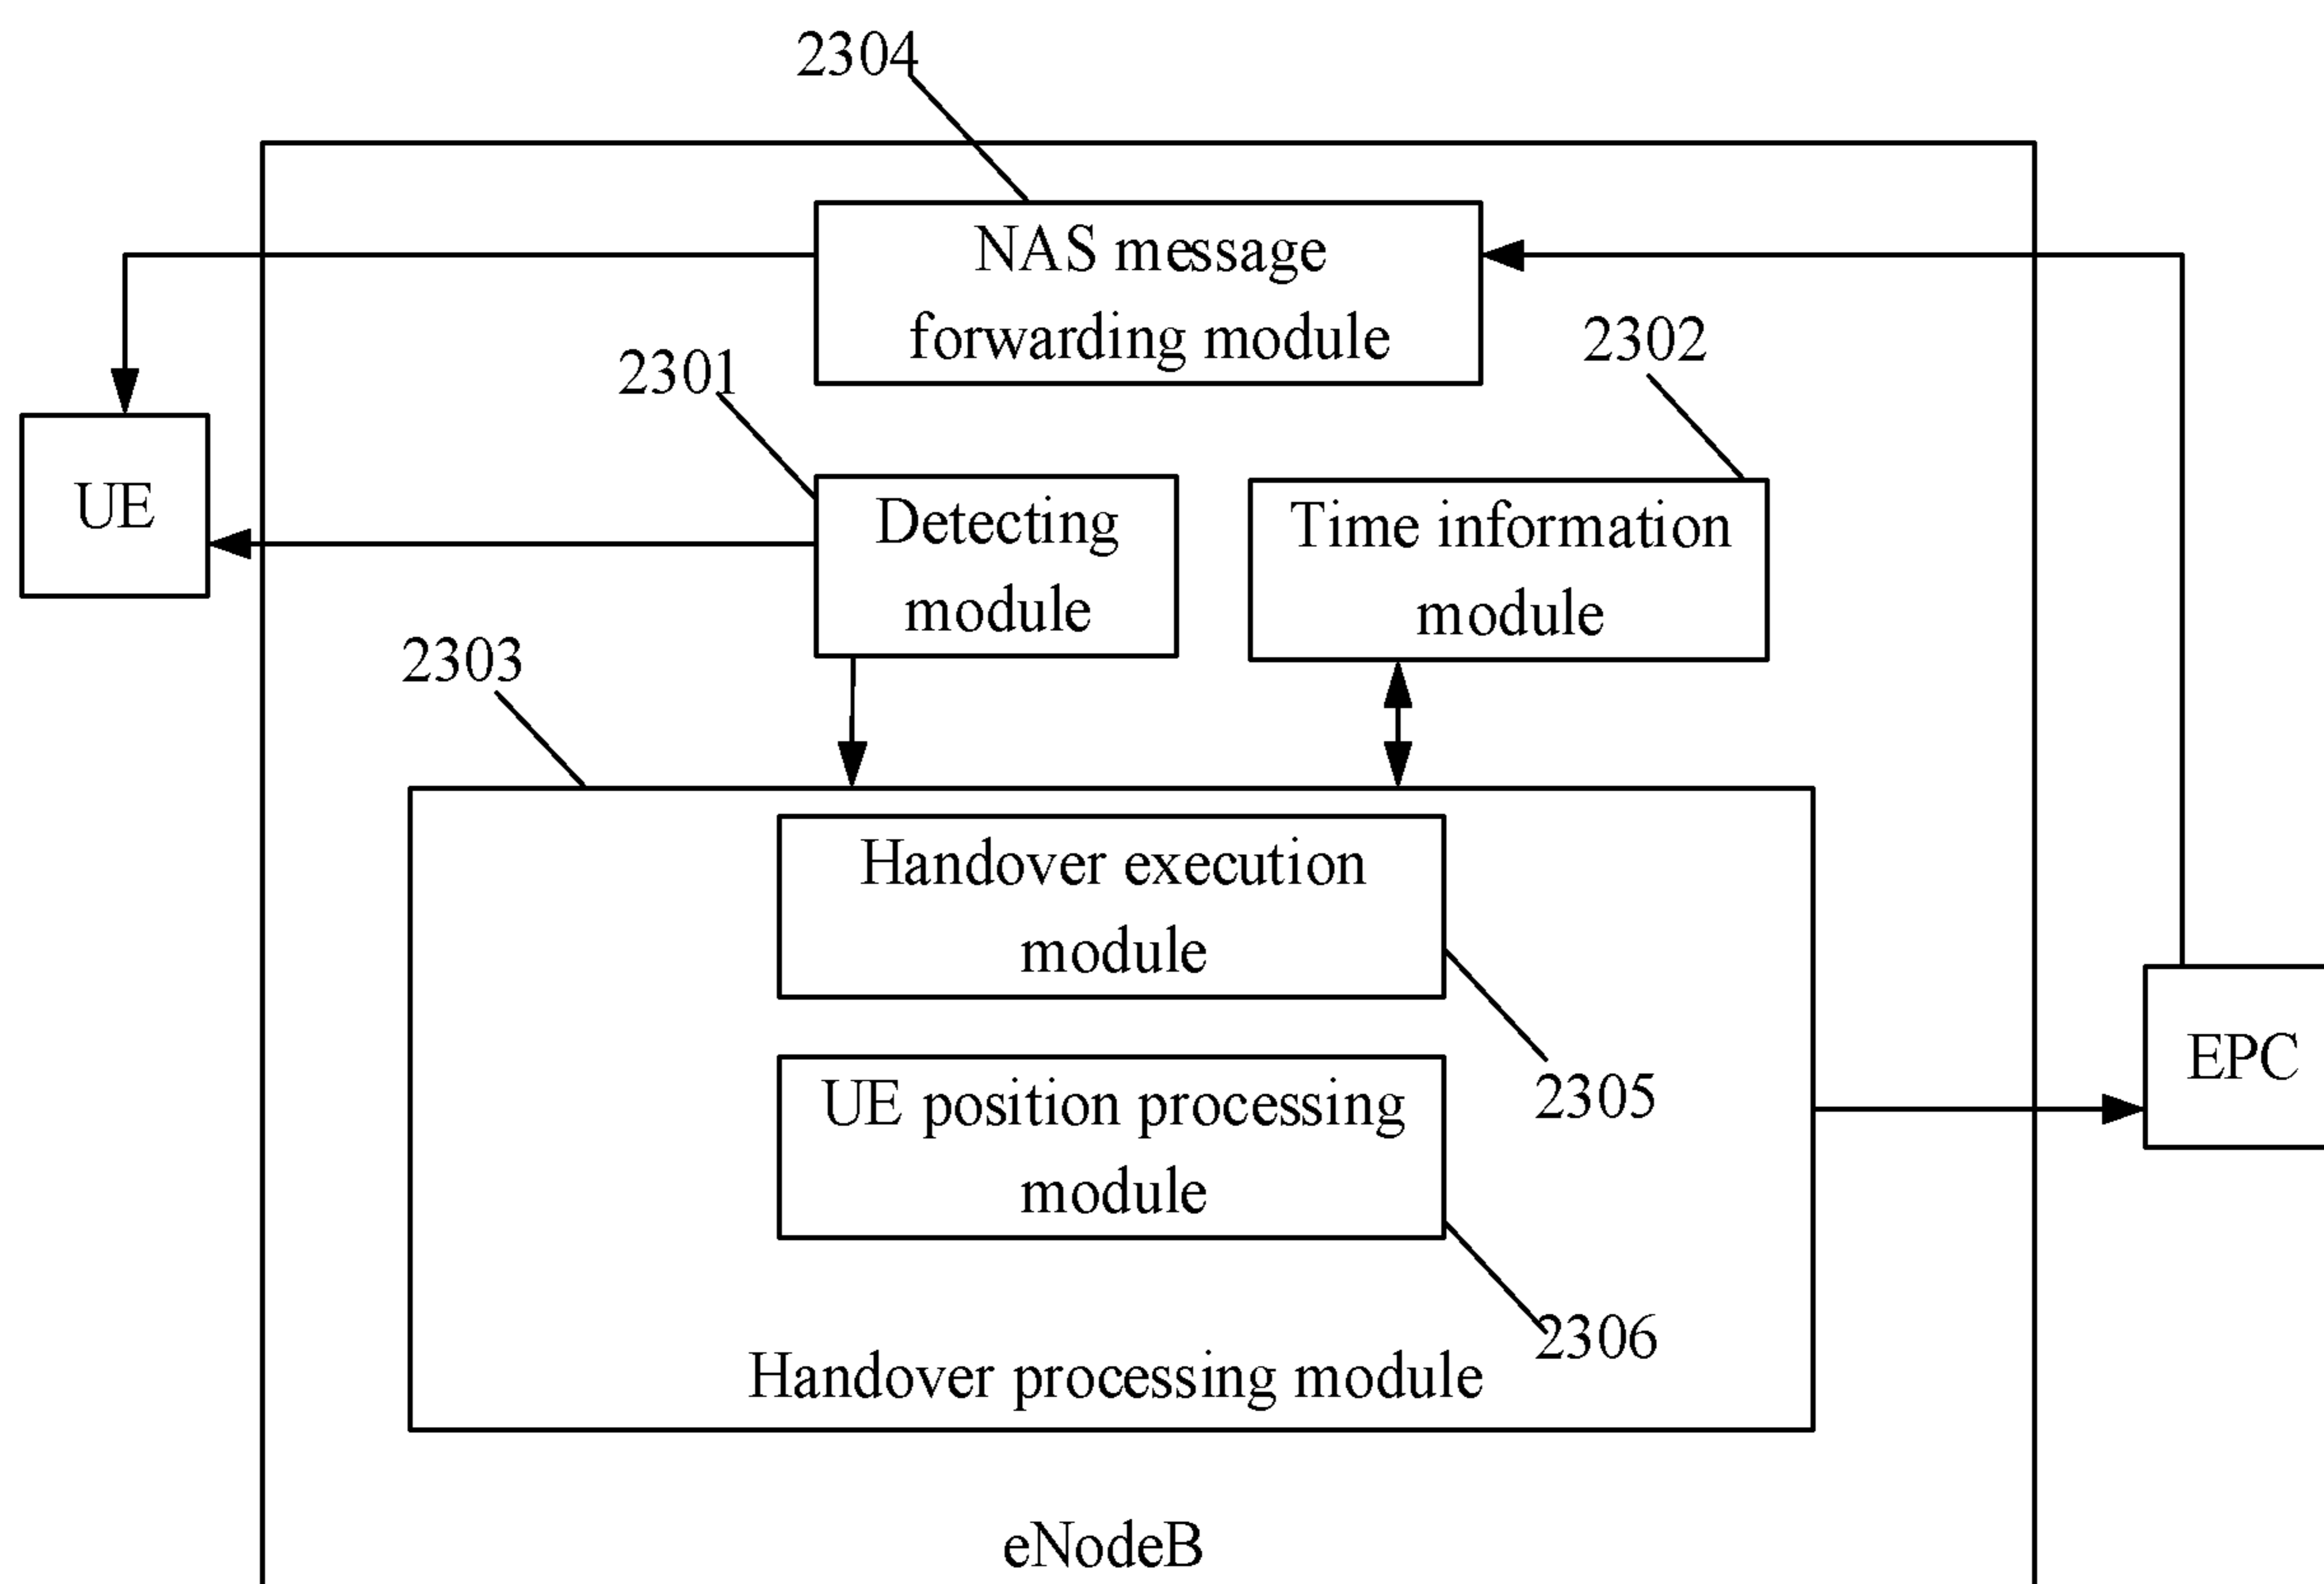 2304
NAS message
forwarding module
2302
2301
UE
Detecting
module
Time information
module
2303
Handover execution
module
EPC
2305
UE position processing
module
2306
Handover processing module
eNodeB